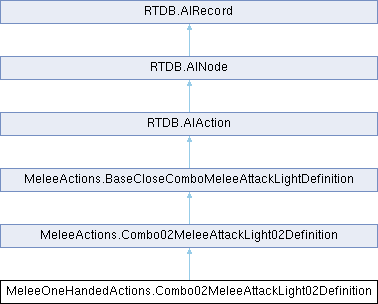 RTDB.AIRecord
RTDB.AINode
RTDB.AIAction
MeleeActions.BaseCloseComboMeleeAttackLightDefinition
MeleeActions.Combo02MeleeAttackLight02Definition
MeleeOneHandedActions.Combo02MeleeAttackLight02Definition